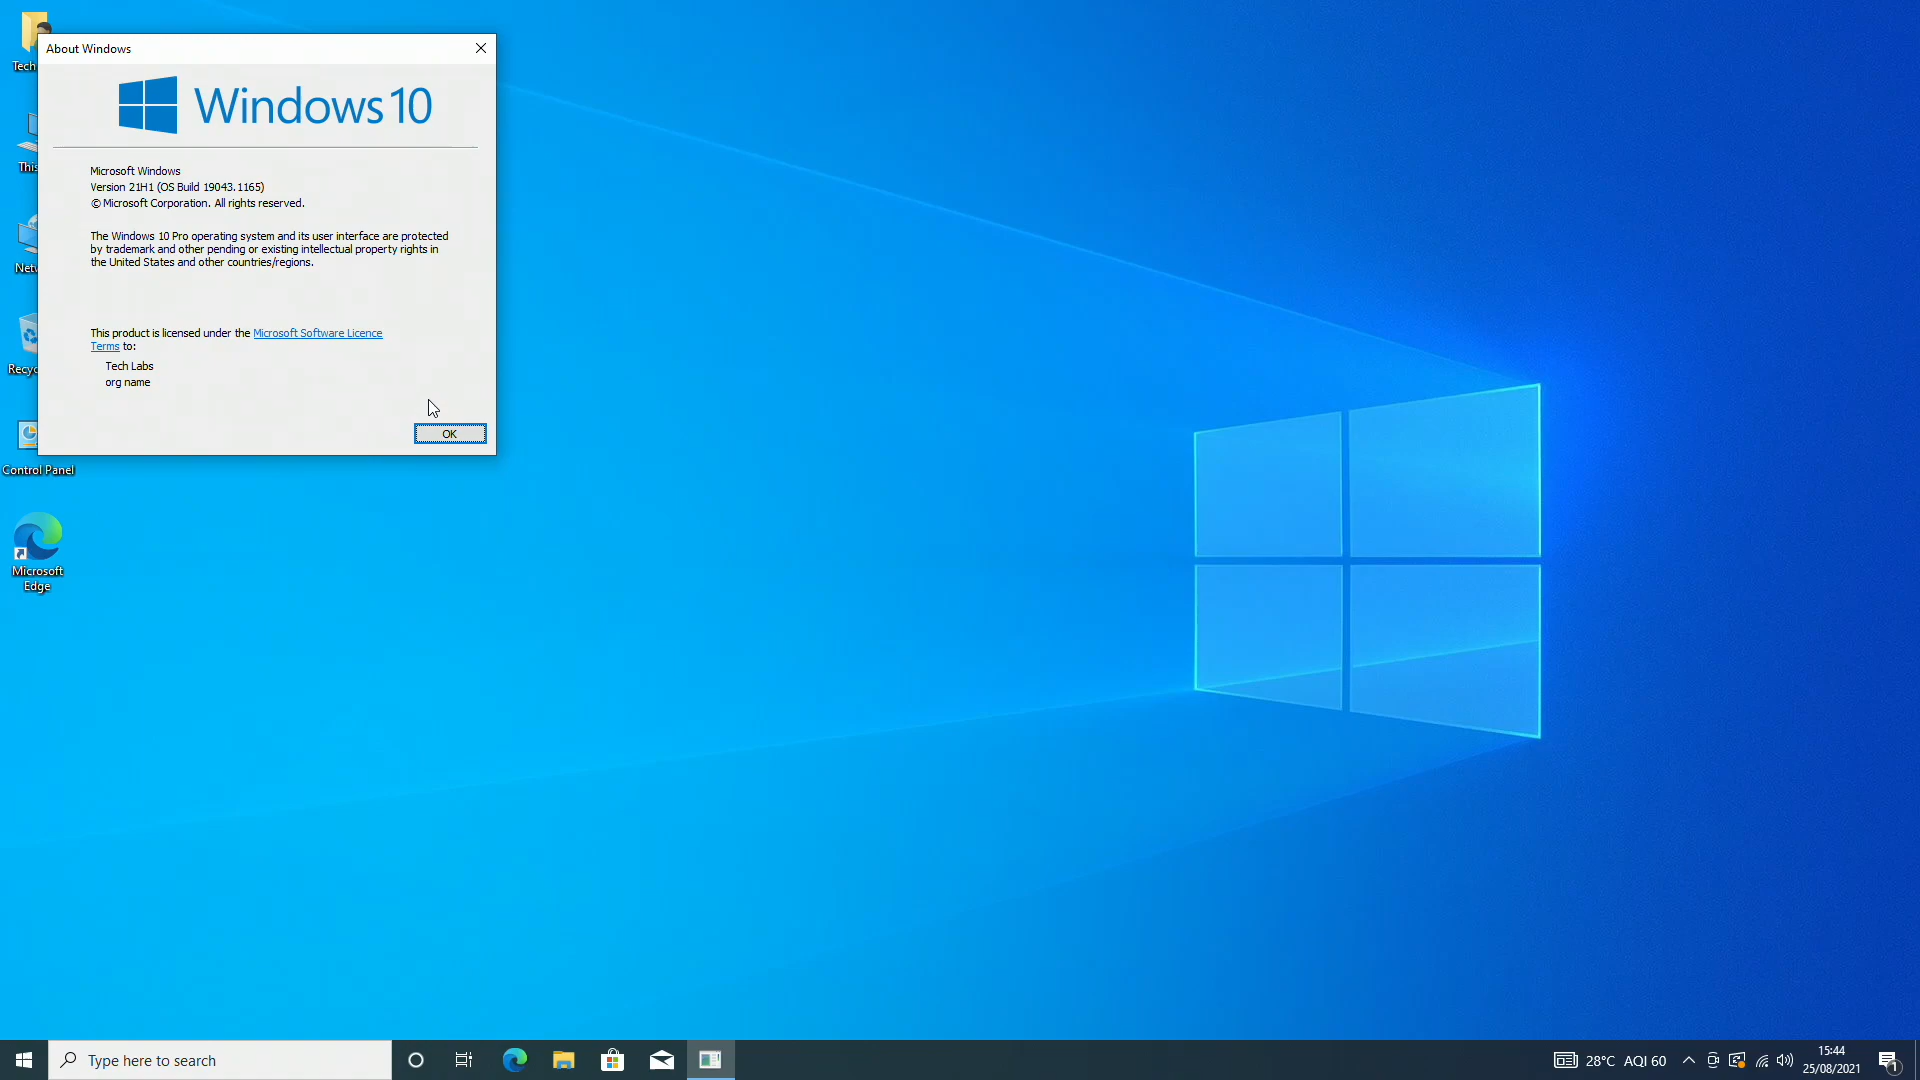 Tech
About Windows
Windows 10
Microsoft Windows
Version 21H1 (OS Build 19043.1165)
© Microsoft Corporation. All rights reserved.
The Windows 10 Pro operating system and its user interface are protected
by trademark and other pending or existing intellectual property rights in
the United States and other countries/regions.
This product is licensed under the Microsoft Software Licence
Terms to:
Tech Labs
org name
OK
This
Netw
Recyc
Control Panel
Microsoft
Edge
Type here to search
28°C AQI 60
15:44
25/08/2021
1